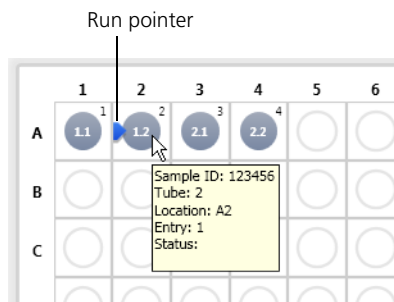 Run pointer
1 2 3 4 5 6
1 2 3 4
A 1.1 1.2 2.1 2.2
Sample ID: 123456
Tube: 2
B
Location: A2
Entry: 1
Status:
C